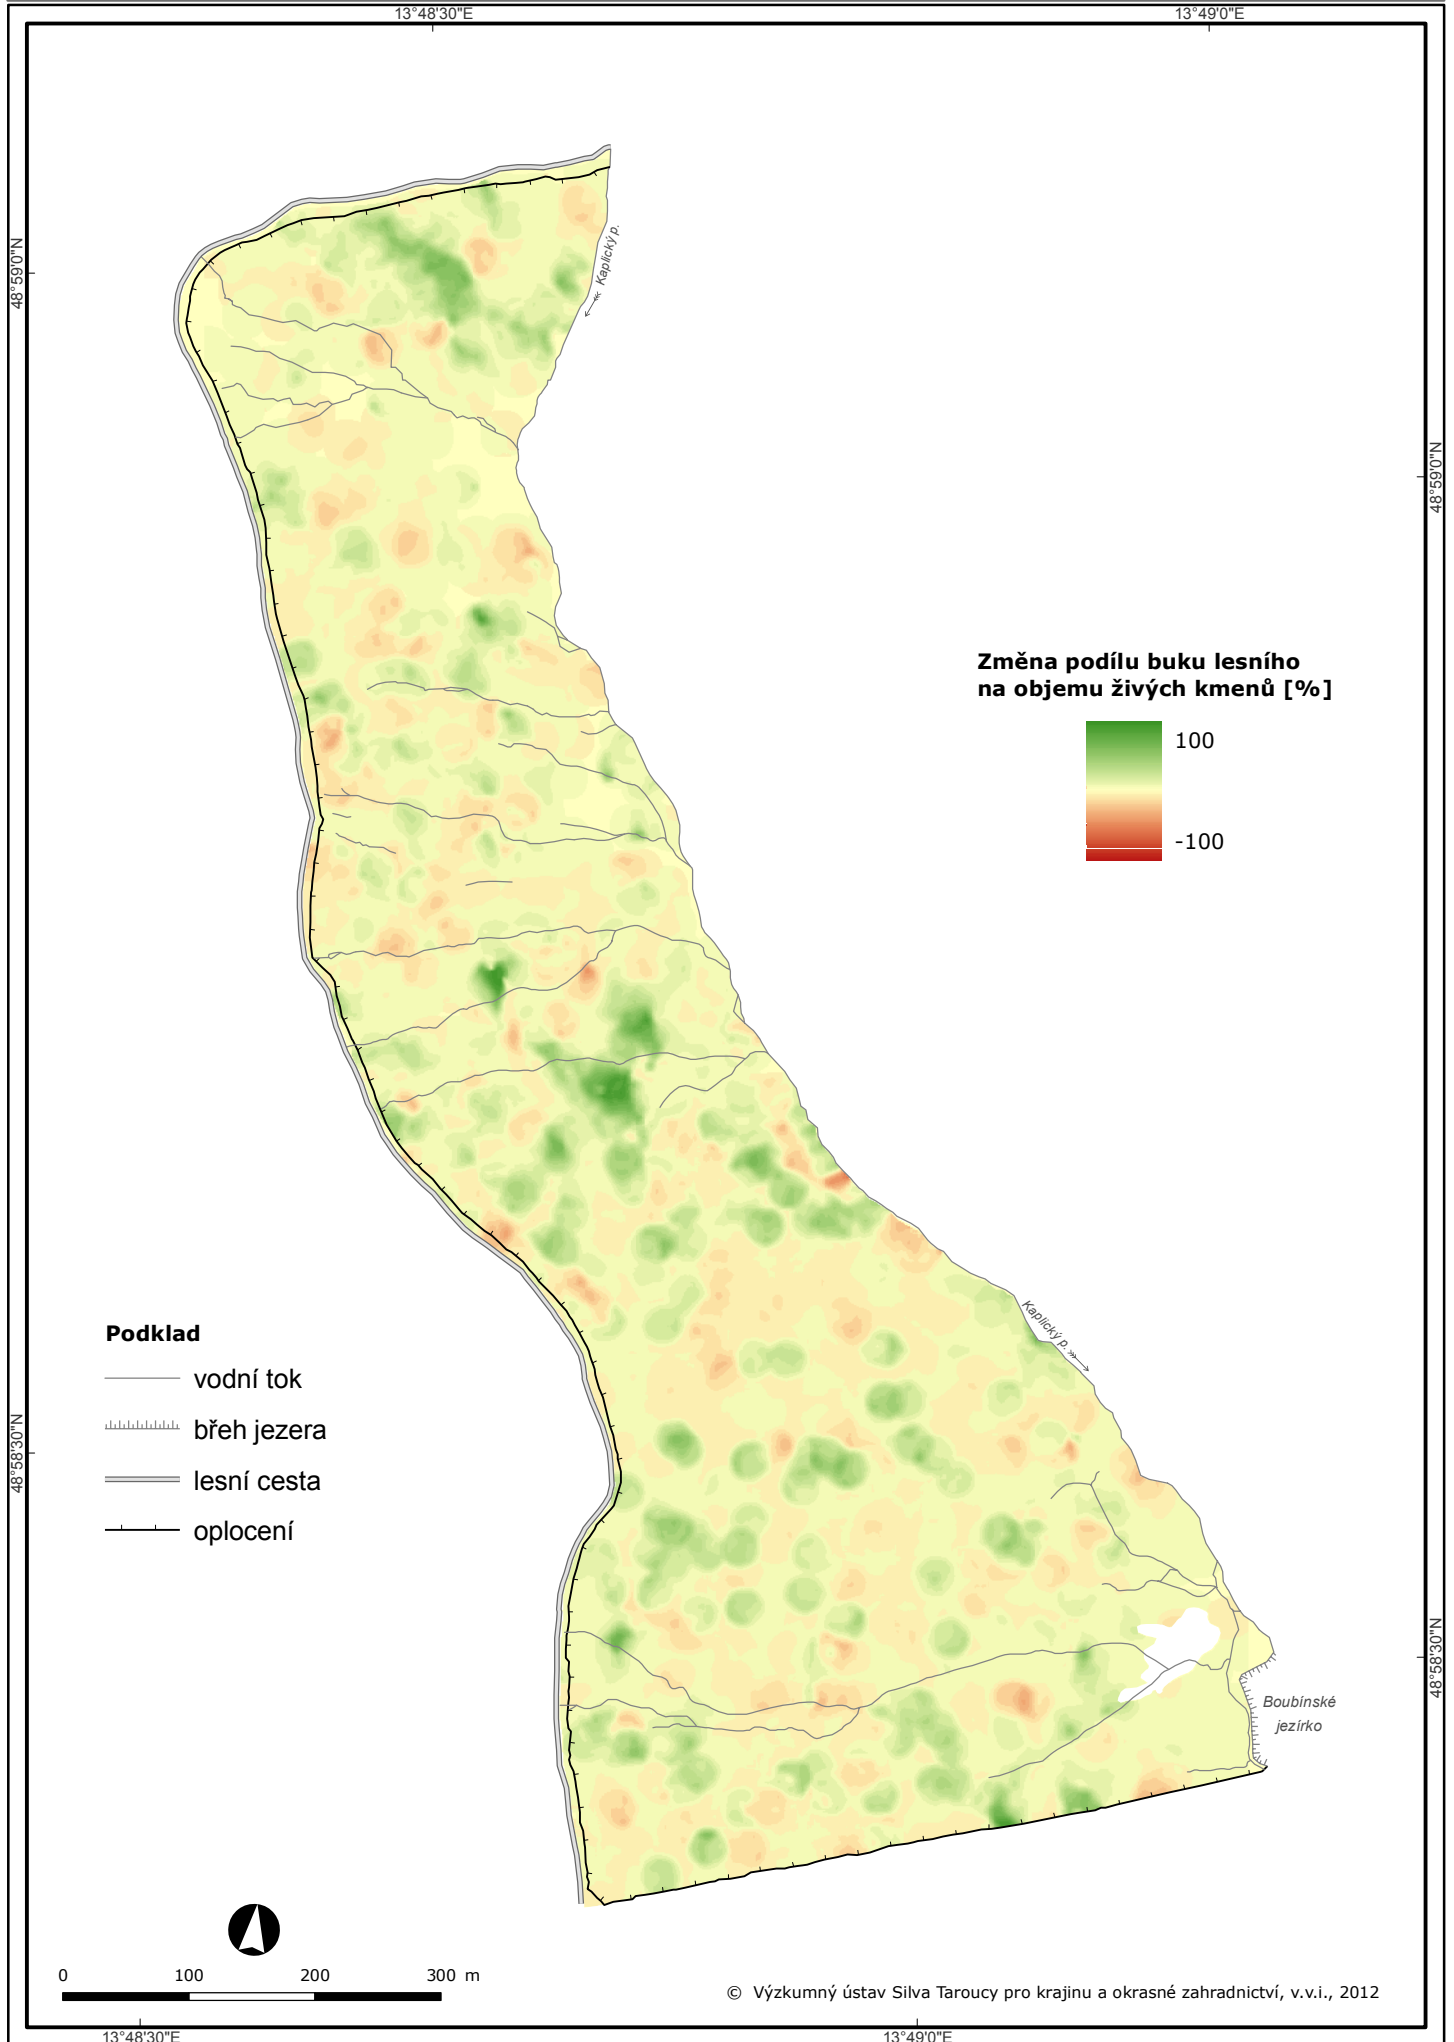 13°48'30"E
13°49'0"E
48°59'0"N
Kaplický p.
48°59'0"N
Změna podílu buku lesního
na objemu živých kmenů [%]
100
-100
Kaplický p.
Podklad
vodní tok
břeh jezera
lesní cesta
oplocení
48°58'30"N
48°58'30"N
Boubínské
jezírko
0 100 200 300 m
© Výzkumný ústav Silva Taroucy pro krajinu a okrasné zahradnictví, v.v.i., 2012
13°48'30"E
13°49'0"E